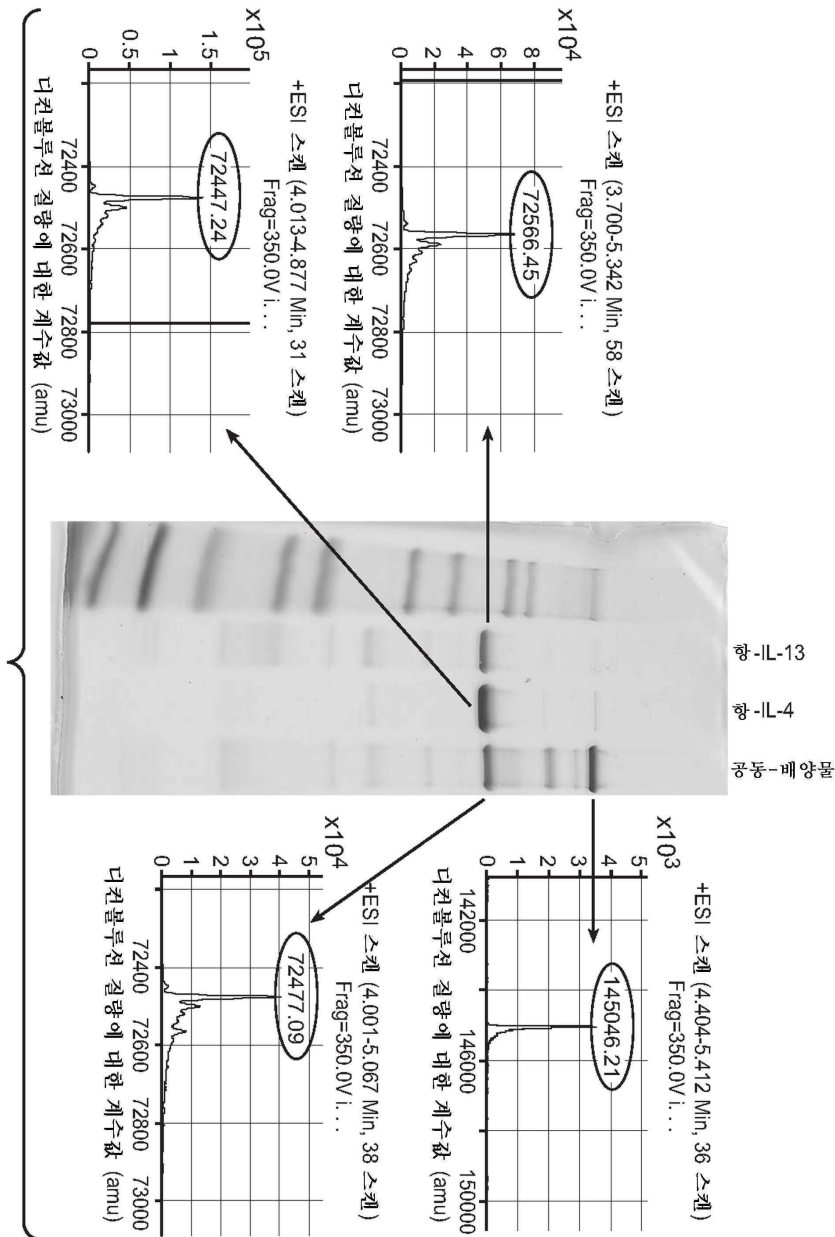 +ESI 스캔 (3.700-5.342 Min, 58 스캔)
Frag=350.0V i. . .
x10⁴
8
6
4
2
0
72566.45
72400
72600
72800
73000
디컨볼루션 질량에 대한 계수값 (amu)
+ESI 스캔 (4.013-4.877 Min, 31 스캔)
Frag=350.0V i. . .
x10⁵
1.5
1
0.5
0
72447.24
72400
72600
72800
73000
디컨볼루션 질량에 대한 계수값 (amu)
항-IL-13
항-IL-4
공동-배양물
+ESI 스캔 (4.404-5.412 Min, 36 스캔)
Frag=350.0V i. . .
x10³
5
4
3
2
1
0
145046.21
142000
146000
150000
디컨볼루션 질량에 대한 계수값 (amu)
+ESI 스캔 (4.001-5.067 Min, 38 스캔)
Frag=350.0V i. . .
x10⁴
5
4
3
2
1
0
72477.09
72400
72600
72800
73000
디컨볼루션 질량에 대한 계수값 (amu)